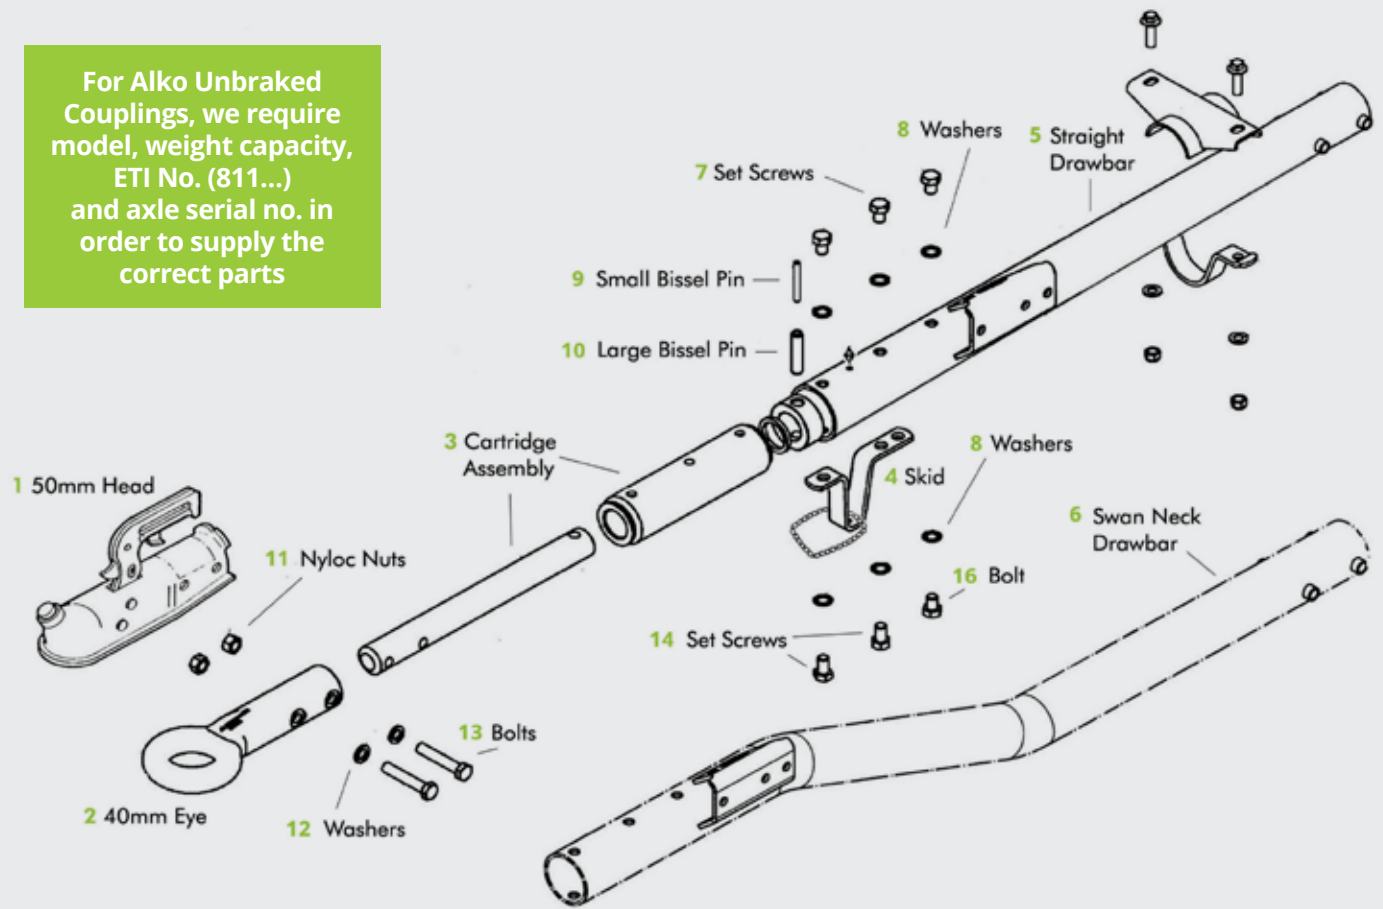 For Alko Unbraked
Couplings, we require
model, weight capacity,
ETI No. (811...)
and axle serial no. in
order to supply the
correct parts
8 Washers
5 Straight
Drawbar
7 Set Screws
9 Small Bissel Pin
10 Large Bissel Pin
3 Cartridge
Assembly
8 Washers
4 Skid
1 50mm Head
6 Swan Neck
Drawbar
11 Nyloc Nuts
16 Bolt
14 Set Screws
13 Bolts
2 40mm Eye
12 Washers